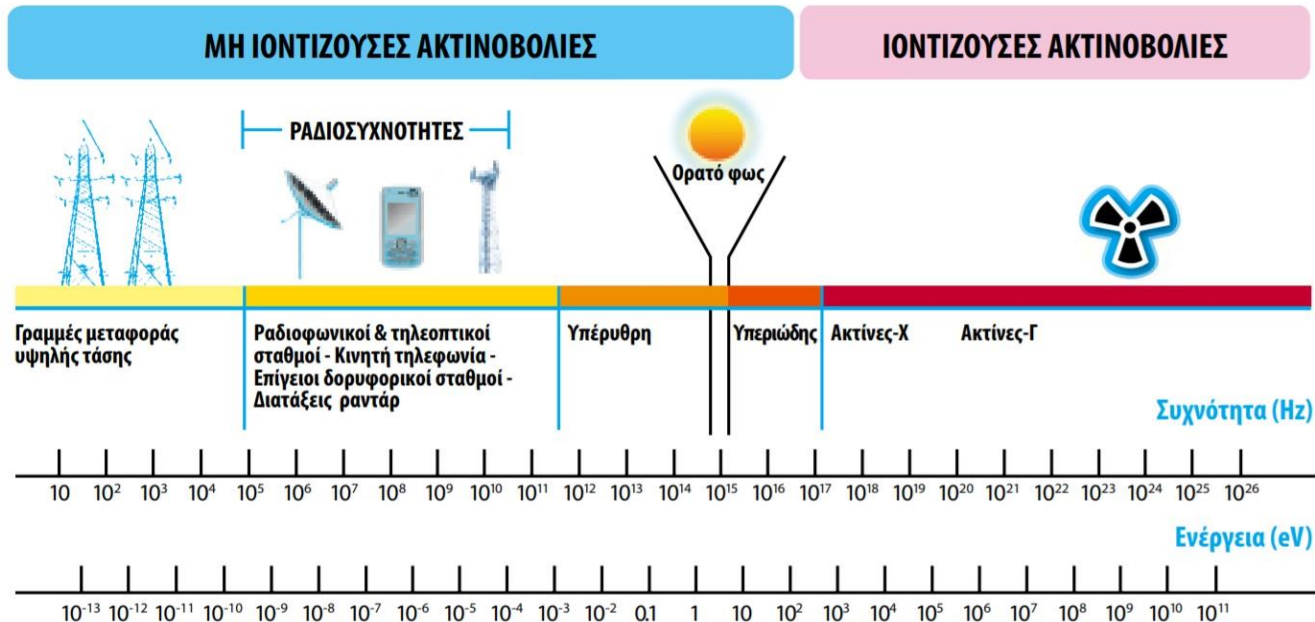 ΜΗ ΙΟΝΤΙΖΟΥΣΕΣ ΑΚΤΙΝΟΒΟΛΙΕΣ
ΙΟΝΤΙΖΟΥΣΕΣ ΑΚΤΙΝΟΒΟΛΙΕΣ
ΡΑΔΙΟΣΥΧΝΟΤΗΤΕΣ
Ορατό φως
Γραμμές μεταφοράς
υψηλής τάσης
Ραδιοφωνικοί & τηλεοπτικοί
σταθμοί - Κινητή τηλεφωνία -
Επίγειοι δορυφορικοί σταθμοί -
Διατάξεις ραντάρ
Υπέρυθρη
Υπεριώδης
Ακτίνες-Χ
Ακτίνες-Γ
Συχνότητα (Hz)
10 10² 10³ 10⁴ 10⁵ 10⁶ 10⁷ 10⁸ 10⁹ 10¹⁰ 10¹¹ 10¹² 10¹³ 10¹⁴ 10¹⁵ 10¹⁶ 10¹⁷ 10¹⁸ 10¹⁹ 10²⁰ 10²¹ 10²² 10²³ 10²⁴ 10²⁵ 10²⁶
Ενέργεια (eV)
10⁻¹³ 10⁻¹² 10⁻¹¹ 10⁻¹⁰ 10⁻⁹ 10⁻⁸ 10⁻⁷ 10⁻⁶ 10⁻⁵ 10⁻⁴ 10⁻³ 10⁻² 0.1 1 10 10² 10³ 10⁴ 10⁵ 10⁶ 10⁷ 10⁸ 10⁹ 10¹⁰ 10¹¹